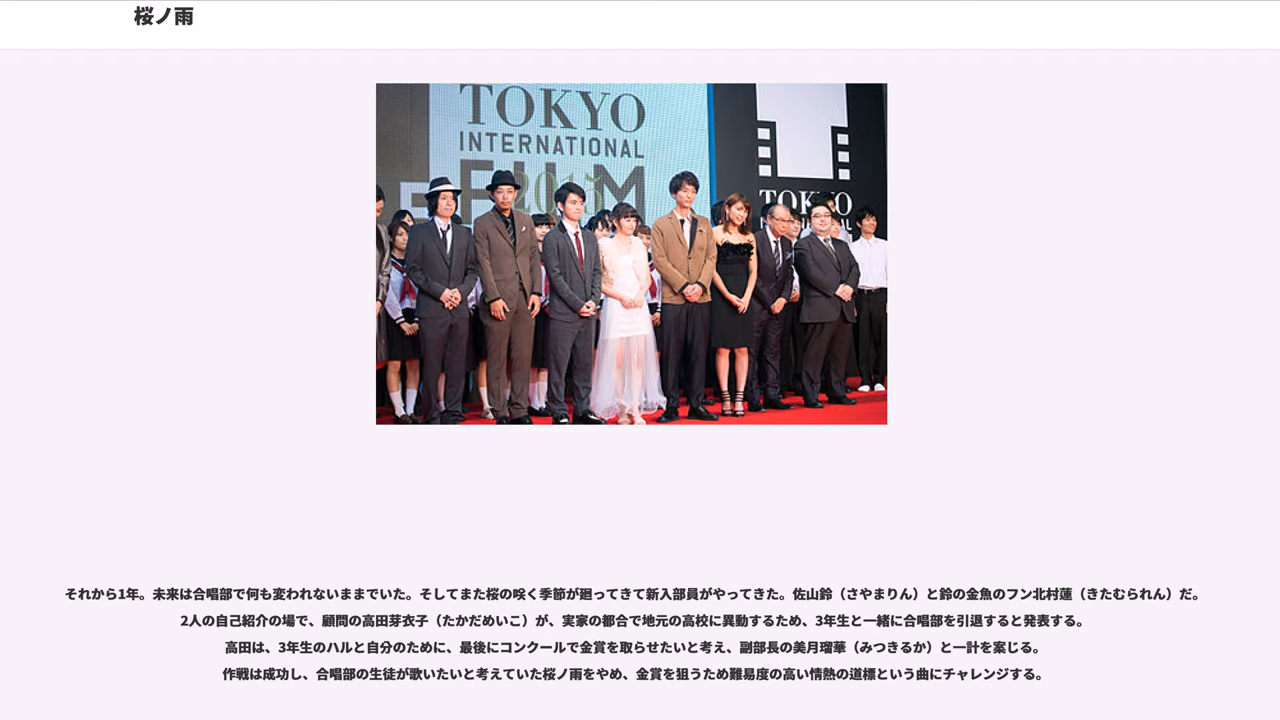 桜ノ雨
TOKYO
INTERNATIONAL
FILM
2015
TOKYO
それから1年。未来は合唱部で何も変われないままでいた。そしてまた桜の咲く季節が廻ってきて新入部員がやってきた。佐山鈴（さやまりん）と鈴の金魚のフン北村蓮（きたむられん）だ。
2人の自己紹介の場で、顧問の高田芽衣子（たかだめいこ）が、実家の都合で地元の高校に異動するため、3年生と一緒に合唱部を引退すると発表する。
高田は、3年生のハルと自分のために、最後にコンクールで金賞を取らせたいと考え、副部長の美月瑠華（みつきるか）と一計を案じる。
作戦は成功し、合唱部の生徒が歌いたいと考えていた桜ノ雨をやめ、金賞を狙うため難易度の高い情熱の道標という曲にチャレンジする。